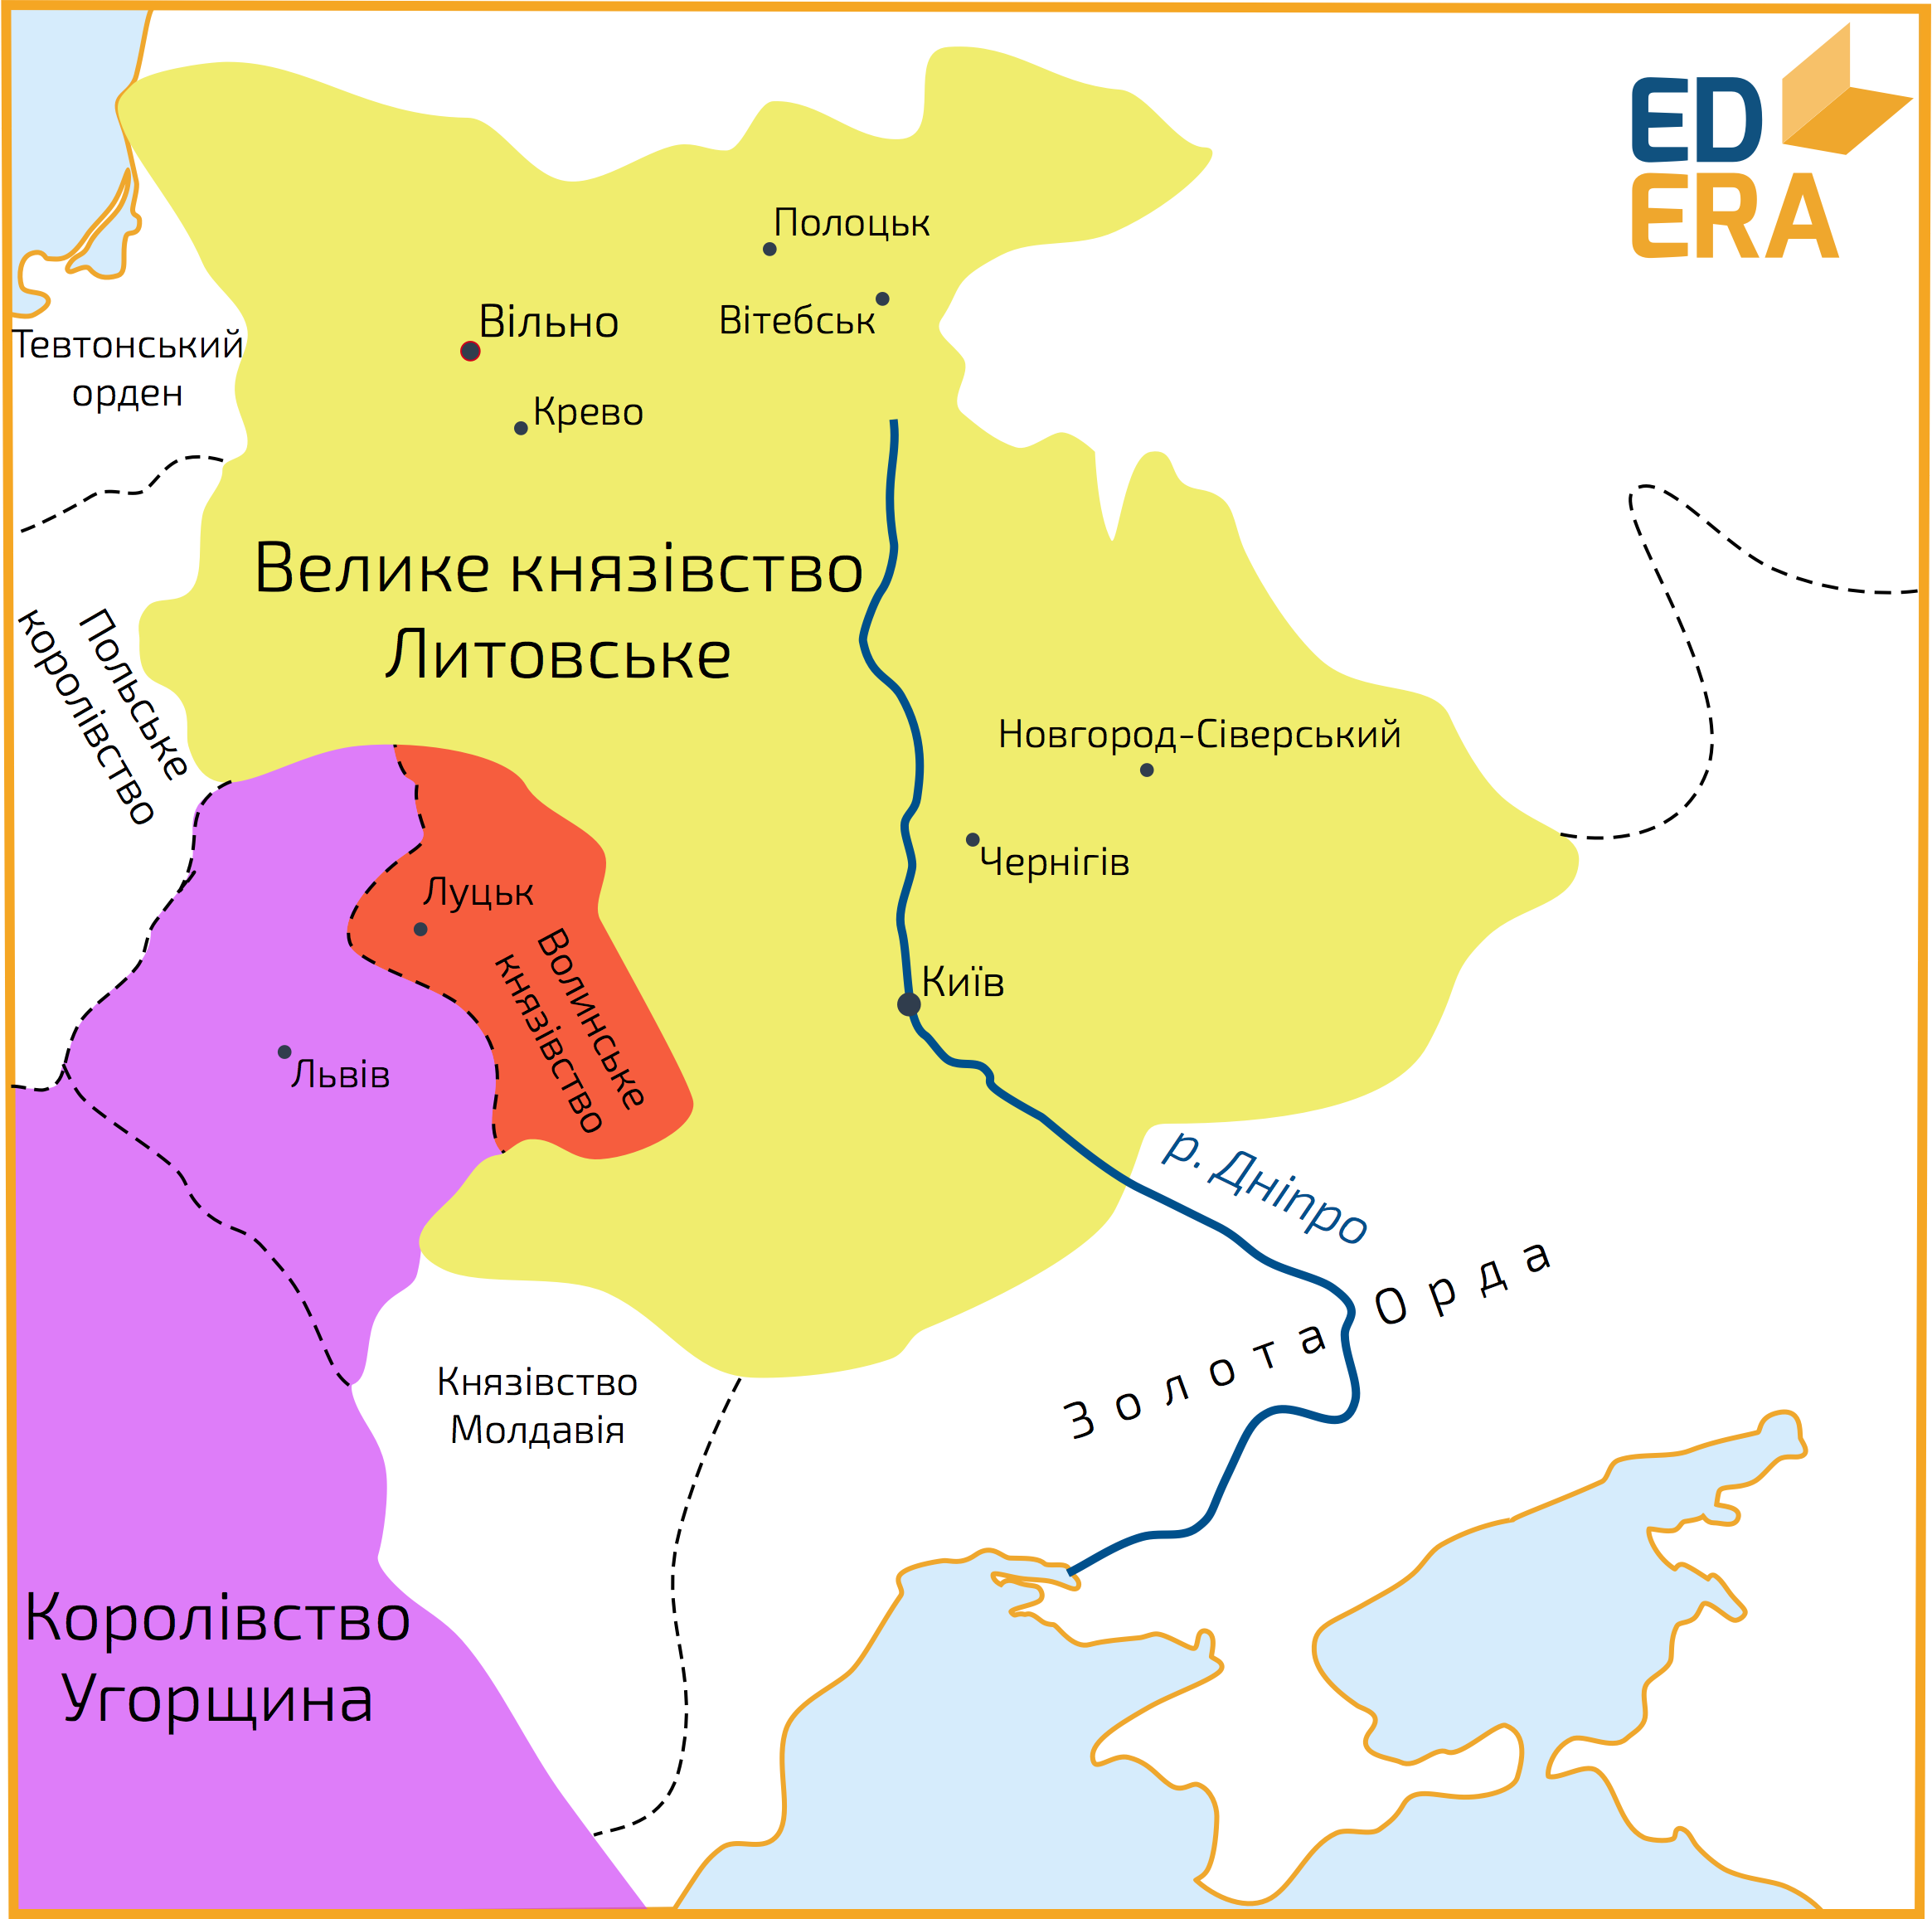 ED
ERA
Полоцьк
Вільно
Вітебськ
Тевтонський
орден
Крево
Велике князівство
Литовське
Польське
королівство
Новгород-Сіверський
Чернігів
Луцьк
Волинське
князівство
Київ
Львів
р. Дніпро
Золота Орда
Князівство
Молдавія
Королівство
Угорщина